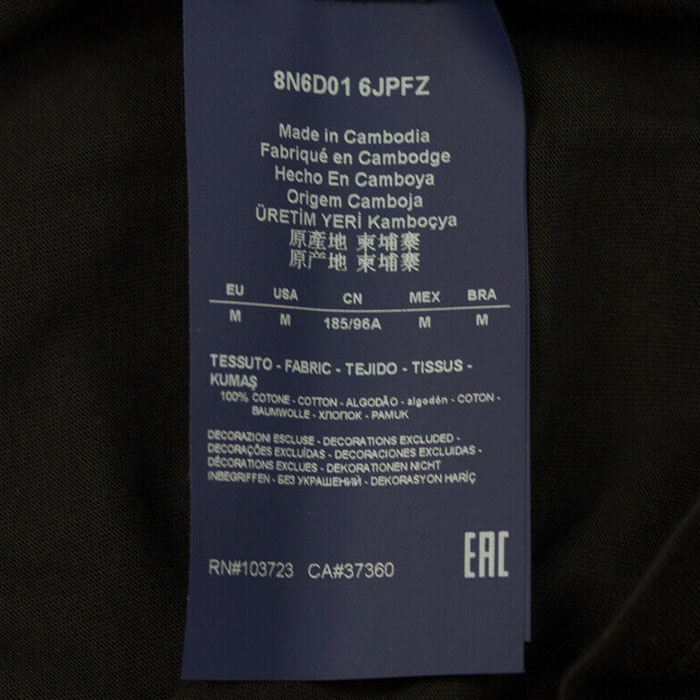 8N6D01 6JPFZ
Made in Cambodia
Fabriqué en Cambodge
Hecho En Camboya
Origem Camboja
ÜRETİM YERİ Kamboçya
原產地 柬埔寨
原产地 柬埔寨
EU USA CN MEX BRA
M M 185/96A M M
TESSUTO - FABRIC - TEJIDO - TISSUS -
KUMAŞ
100% COTONE - COTTON - ALGODÃO - algodón - COTON -
BAUMWOLLE - ХЛОПОК - PAMUK
DECORAZIONI ESCLUSE - DECORATIONS EXCLUDED -
DECORAÇÕES EXCLUÍDAS - DECORACIONES EXCLUIDAS -
DÉCORATIONS EXCLUES - DEKORATIONEN NICHT
INBEGRIFFEN - БЕЗ УКРАШЕНИЙ - DEKORASYON HARİÇ
RN#103723 CA#37360
EAC